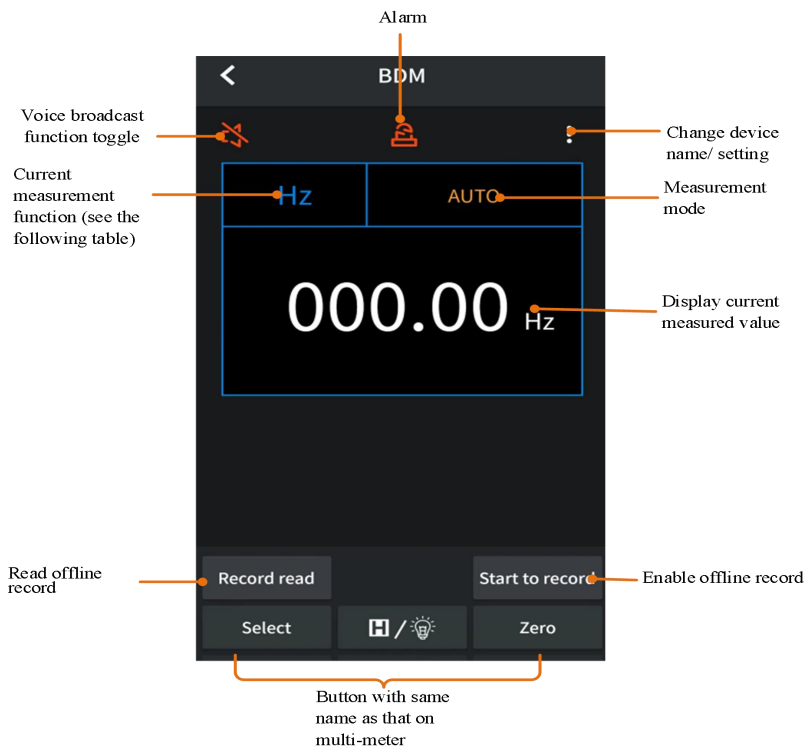 Alarm
BDM
Voice broadcast
function toggle
Change device
name/ setting
Current
measurement
function (see the
following table)
Hz
AUTO
Measurement
mode
000.00 Hz
Display current
measured value
Read offline
record
Record read
Start to record
Enable offline record
Select
H /
Zero
Button with same
name as that on
multi-meter